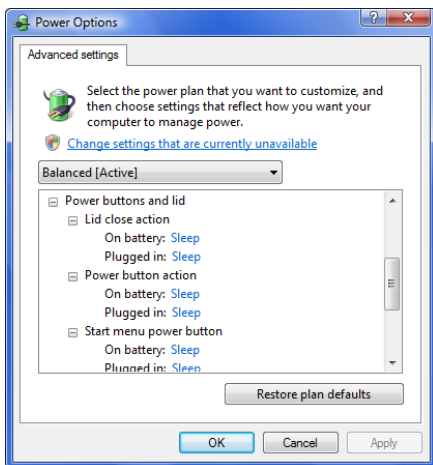 Power Options
Advanced settings
Select the power plan that you want to customize, and
then choose settings that reflect how you want your
computer to manage power.
Change settings that are currently unavailable
Balanced [Active]
Power buttons and lid
Lid close action
On battery: Sleep
Plugged in: Sleep
Power button action
On battery: Sleep
Plugged in: Sleep
Start menu power button
On battery: Sleep
Plugged in: Sleep
Restore plan defaults
OK Cancel Apply